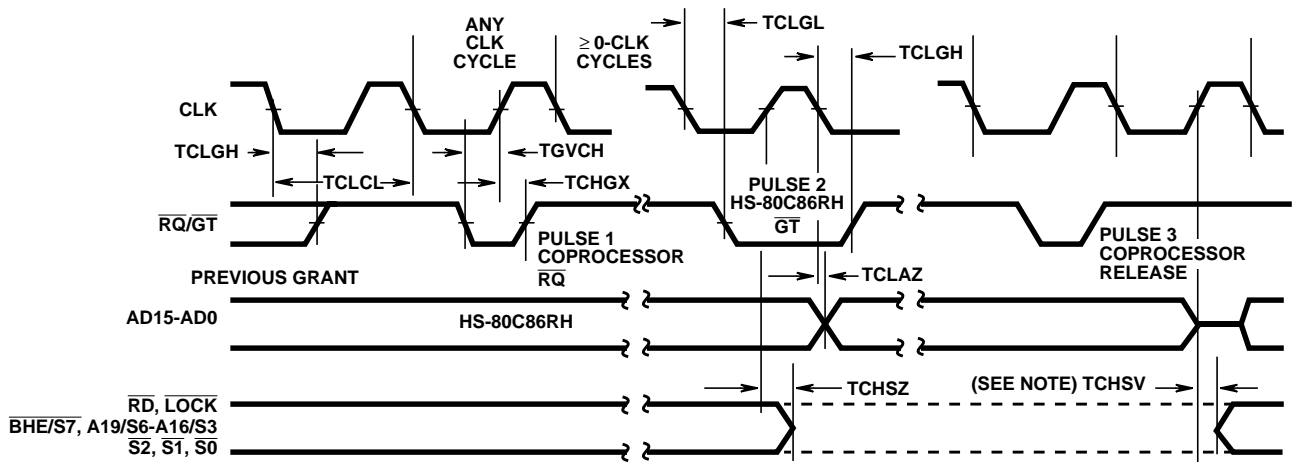 ANY
CLK
CYCLE
≥ 0-CLK
CYCLES
TCLGL
TCLGH
CLK
TCLGH
TCLCL
TGVCH
TCHGX
PULSE 2
HS-80C86RH
GT
RQ/GT
PULSE 1
COPROCESSOR
RQ
PULSE 3
COPROCESSOR
RELEASE
PREVIOUS GRANT
TCLAZ
AD15-AD0
HS-80C86RH
TCHSZ
(SEE NOTE) TCHSV
RD, LOCK
BHE/S7, A19/S6-A16/S3
S2, S1, S0